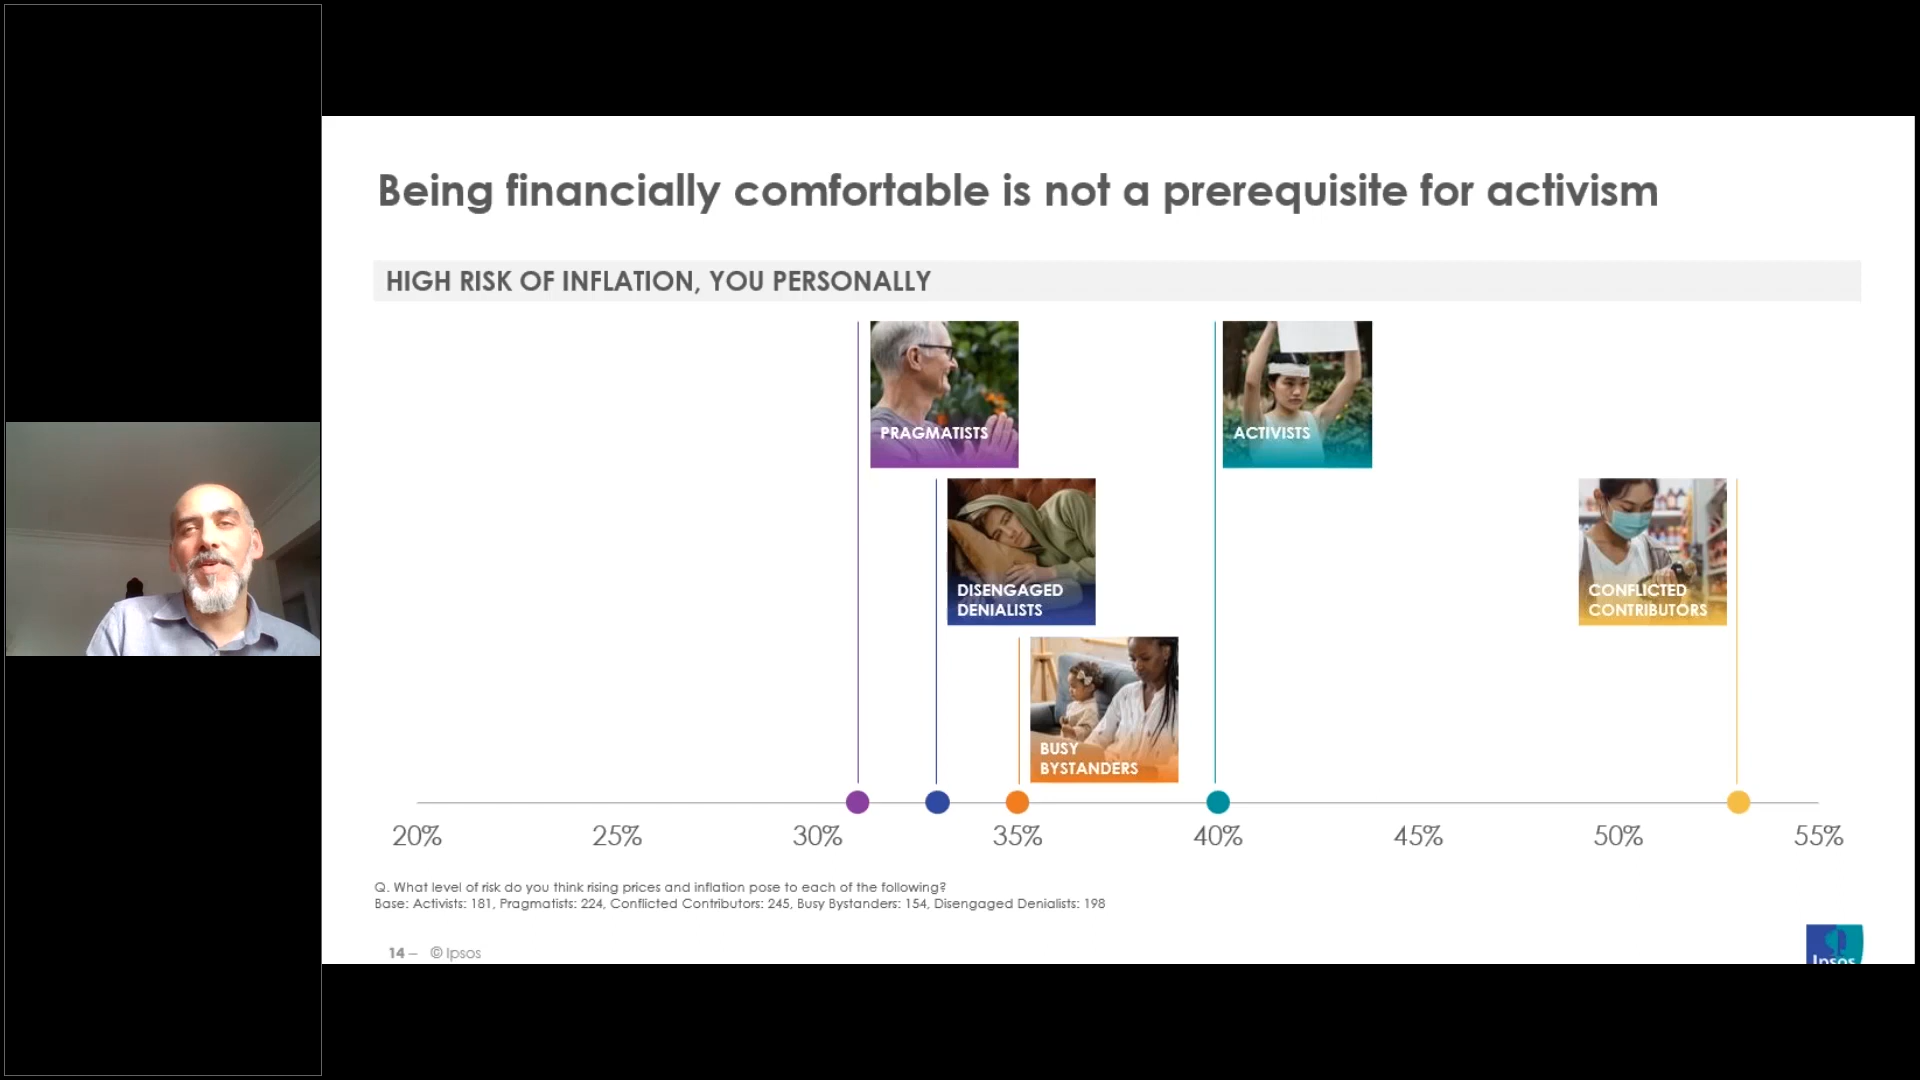 Being financially comfortable is not a prerequisite for activism
HIGH RISK OF INFLATION, YOU PERSONALLY
PRAGMATISTS
ACTIVISTS
DISENGAGED
DENIALISTS
CONFLICTED
CONTRIBUTORS
BUSY
BYSTANDERS
20% 25% 30% 35% 40% 45% 50% 55%
Q. What level of risk do you think rising prices and inflation pose to each of the following?
Base: Activists: 181, Pragmatists: 224, Conflicted Contributors: 245, Busy Bystanders: 154, Disengaged Denialists: 198
14 – © Ipsos
Ipsos